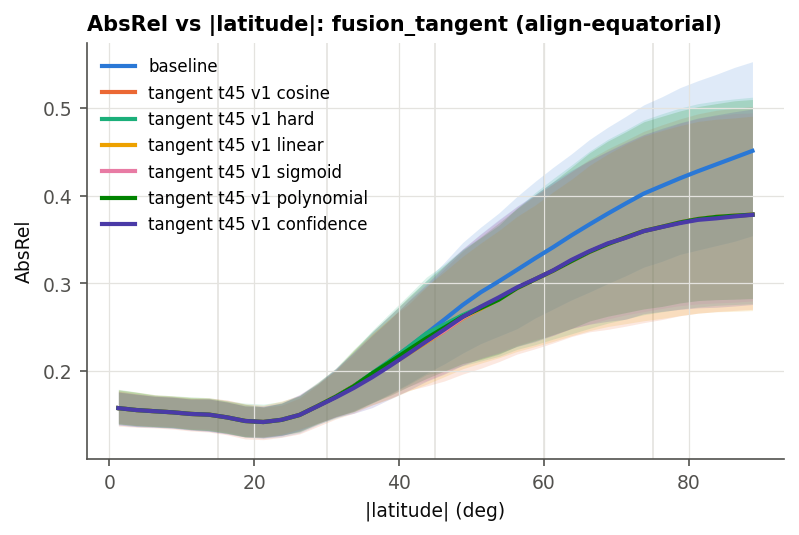 AbsRel vs |latitude|: fusion_tangent (align-equatorial)
baseline
tangent t45 v1 cosine
tangent t45 v1 hard
tangent t45 v1 linear
tangent t45 v1 sigmoid
tangent t45 v1 polynomial
tangent t45 v1 confidence
AbsRel
0.5
0.4
0.3
0.2
0 20 40 60 80
|latitude| (deg)